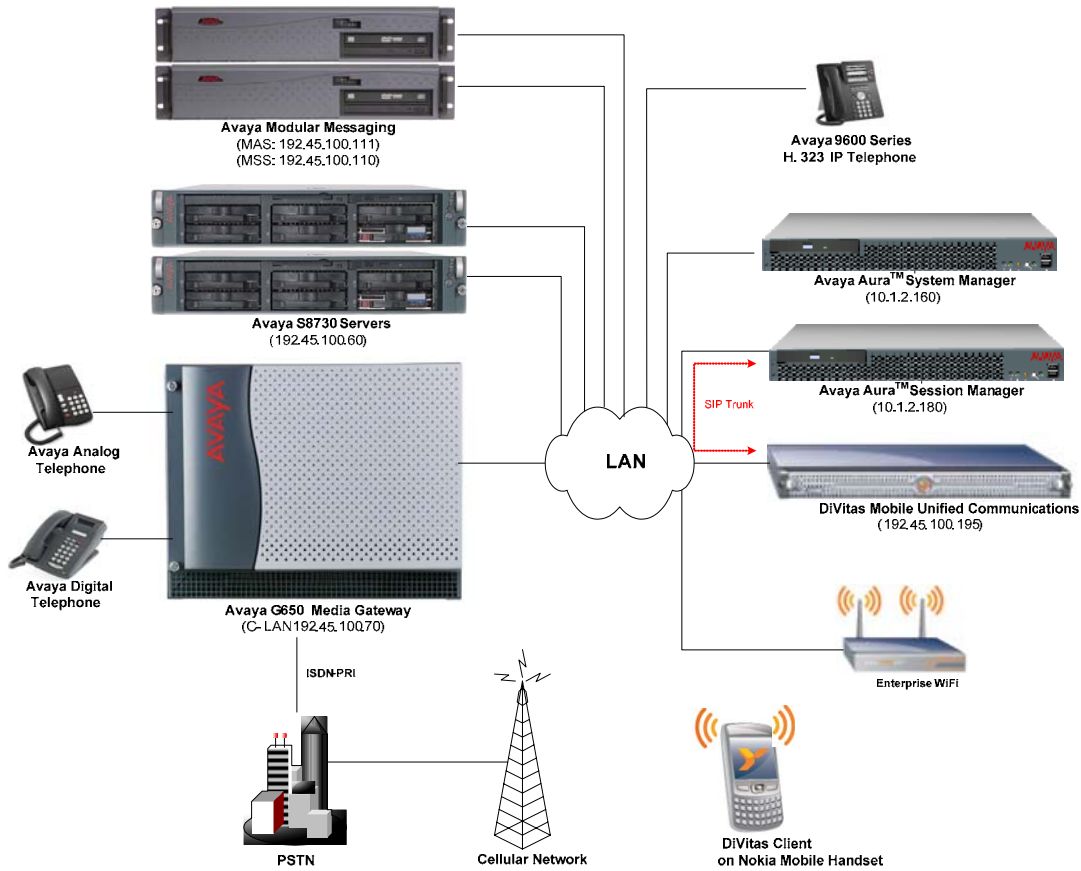 Avaya Modular Messaging
(MAS: 192.45.100.111)
(MSS: 192.45.100.110)
Avaya 9600 Series
H. 323 IP Telephone
AVAYA
Avaya Aura™ System Manager
(10.1.2.160)
Avaya S8730 Servers
(192.45.100.60)
AVAYA
Avaya Aura™ Session Manager
(10.1.2.180)
SIP Trunk
AVAYA
Avaya Analog
Telephone
LAN
DiVitas Mobile Unified Communications
(192.45.100.195)
Avaya Digital
Telephone
Avaya G650 Media Gateway
(C-LAN192.45.100.70)
ISDN-PRI
Enterprise WiFi
PSTN
Cellular Network
DiVitas Client
on Nokia Mobile Handset